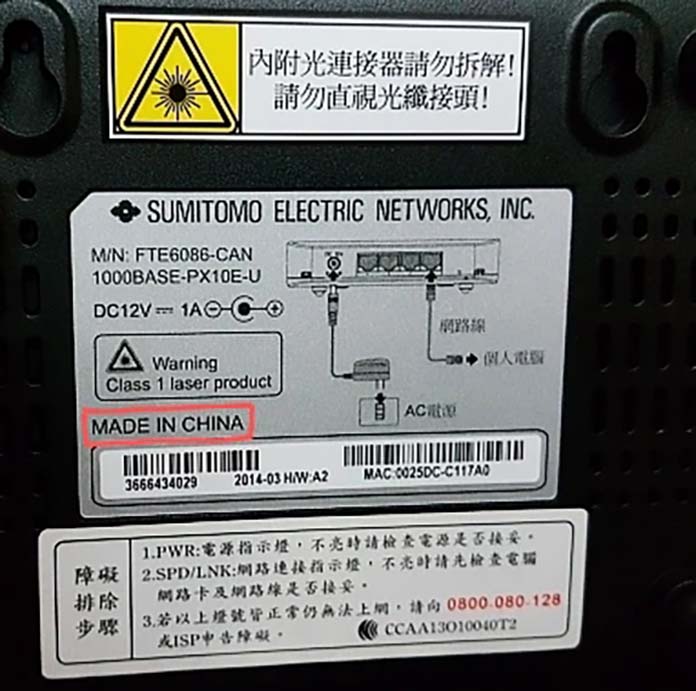 內附光連接器請勿拆解!
請勿直視光纖接頭!
SUMITOMO ELECTRIC NETWORKS, INC.
M/N: FTE6086-CAN
1000BASE-PX10E-U
DC12V 1A
網路線
個人電腦
Warning
Class 1 laser product
AC電源
MADE IN CHINA
3666434029
2014-03 H/W:A2
MAC:0025DC-C117A0
障礙
排除
步驟
1.PWR:電源指示燈，不亮時請檢查電源是否接妥。
2.SPD/LNK:網路連接指示燈，不亮時請先檢查電腦
網路卡及網路線是否接妥。
3.若以上燈號皆正常仍無法上網，請向 0800-080-128
或ISP申告障礙。
CCAA13O10040T2